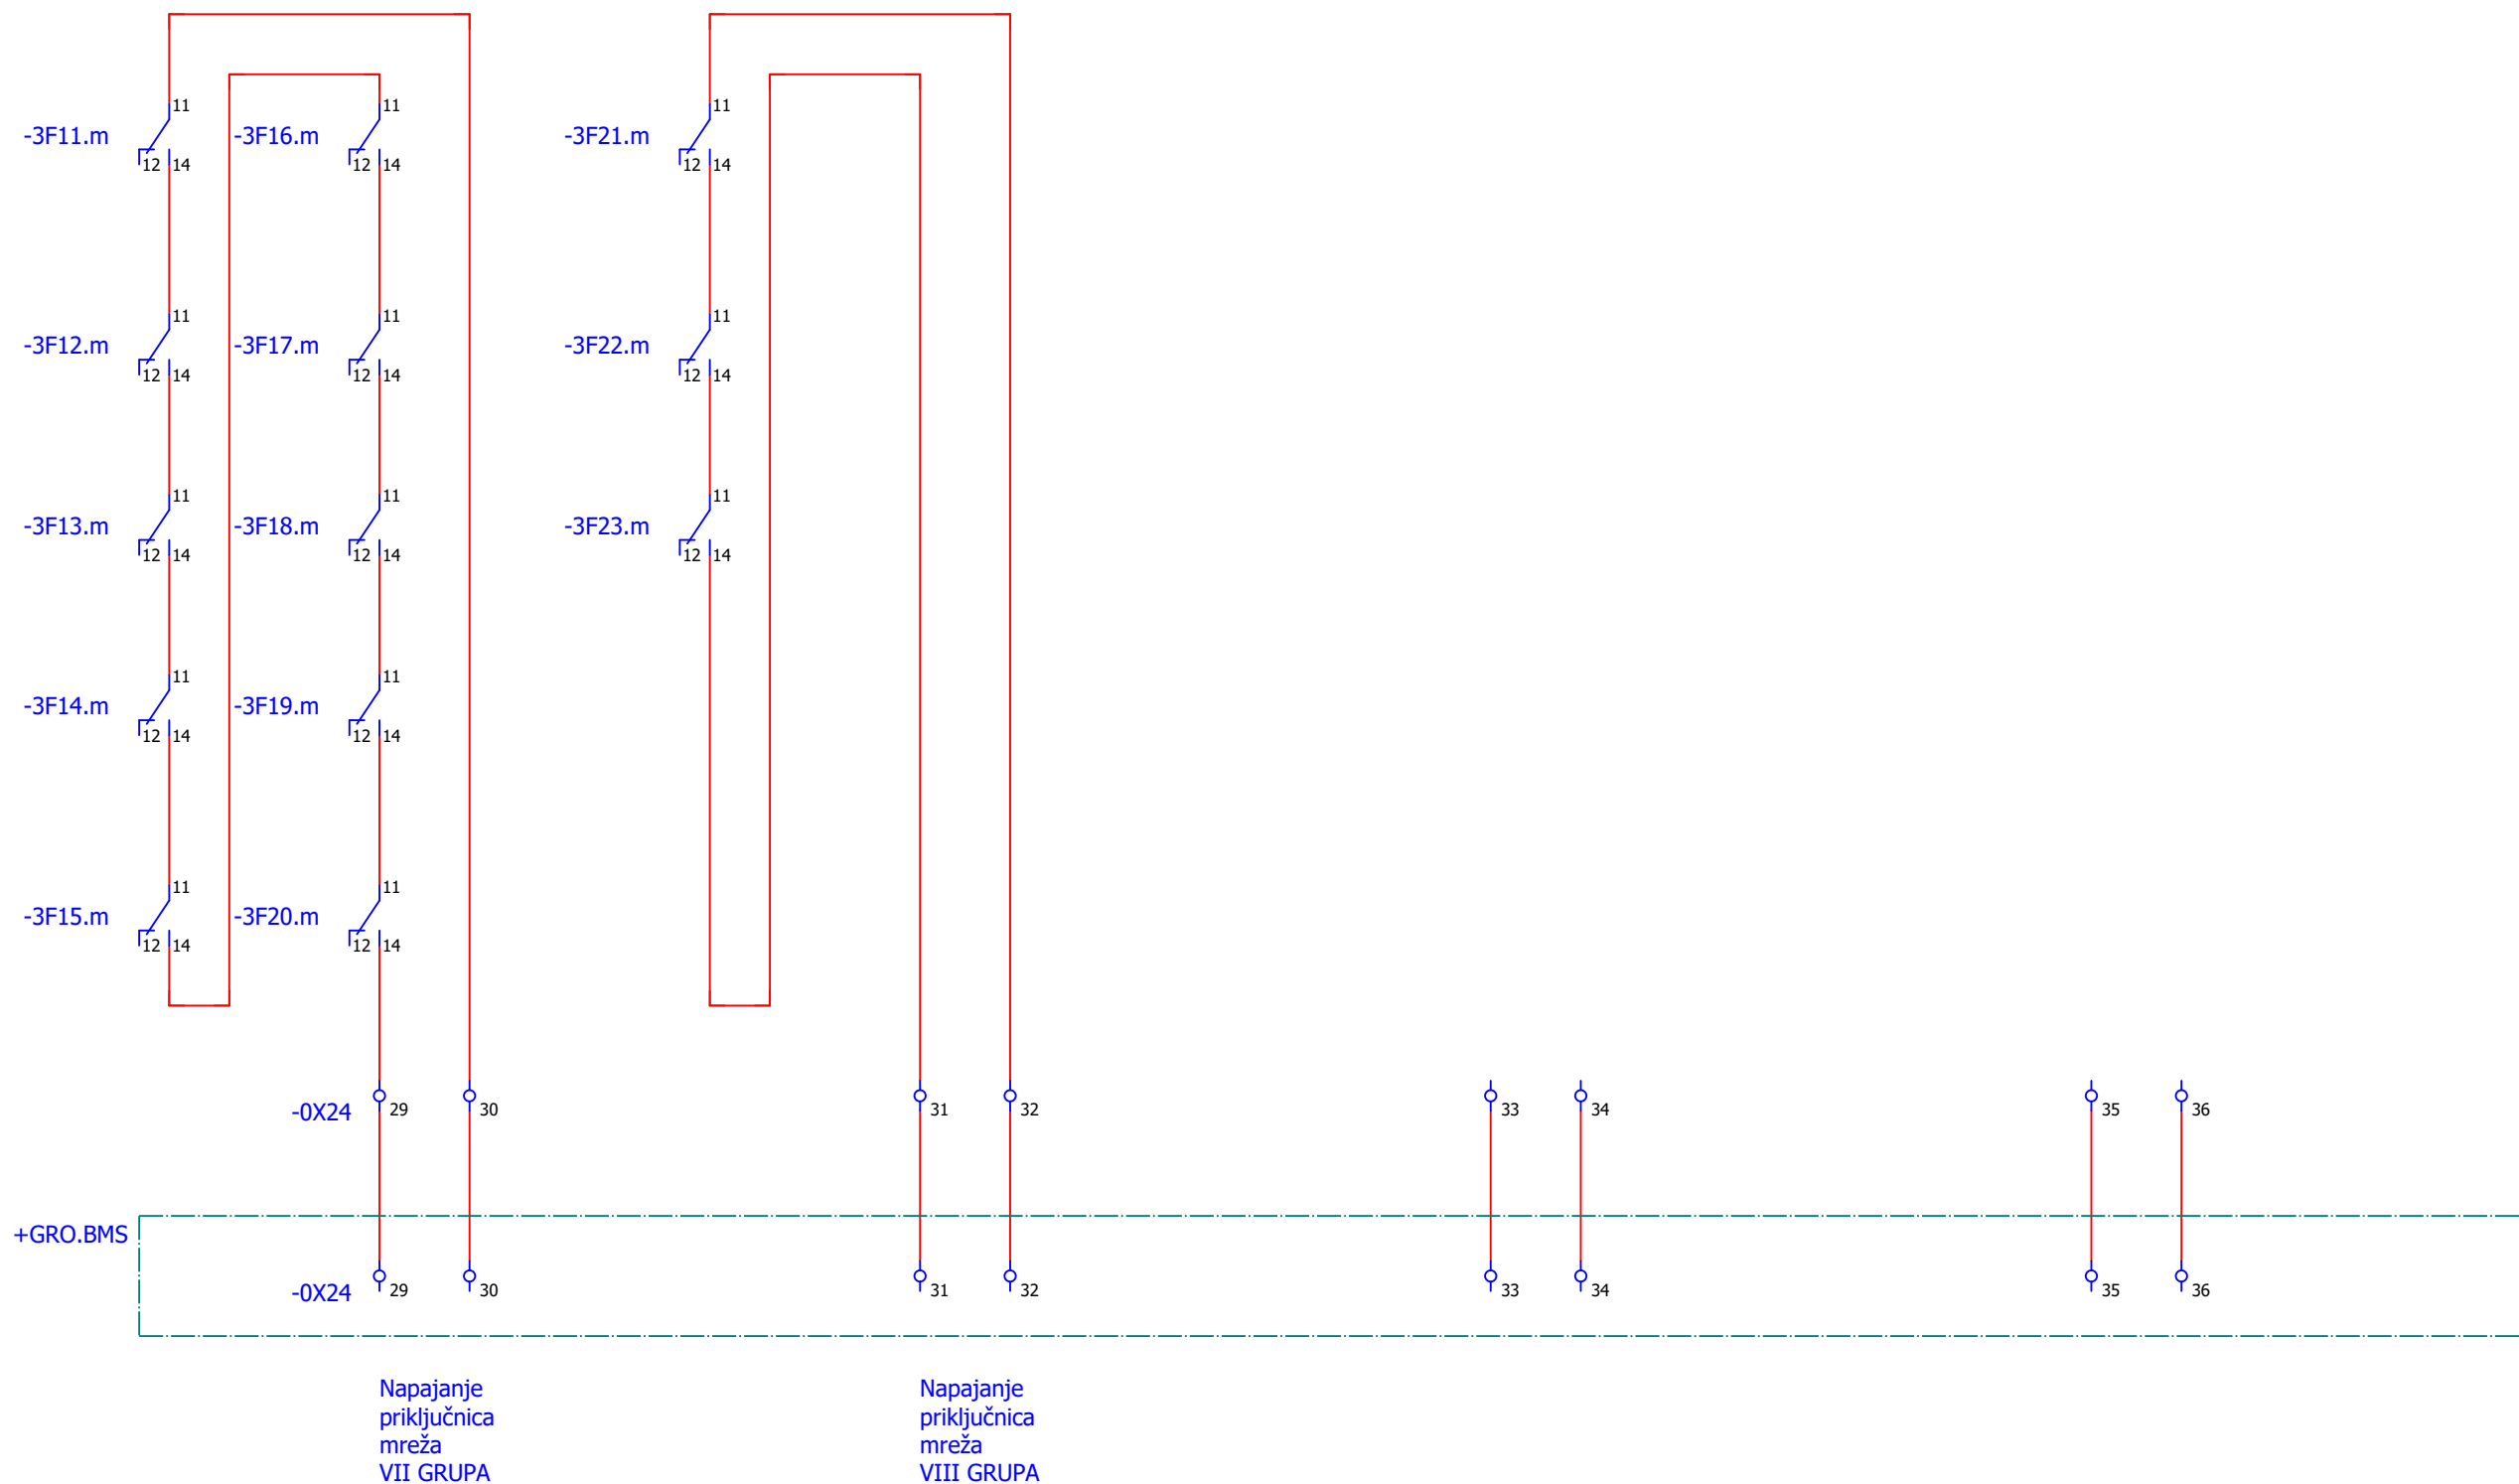 11 11 11
-3F11.m -3F16.m -3F21.m
12 14 12 14 12 14
11 11 11
-3F12.m -3F17.m -3F22.m
12 14 12 14 12 14
11 11 11
-3F13.m -3F18.m -3F23.m
12 14 12 14 12 14
11 11
-3F14.m -3F19.m
12 14 12 14
11 11
-3F15.m -3F20.m
12 14 12 14
-0X24 29 30 31 32 33 34 35 36
+GRO.BMS
-0X24 29 30 31 32 33 34 35 36
Napajanje
priključnica
mreža
VII GRUPA
Napajanje
priključnica
mreža
VIII GRUPA